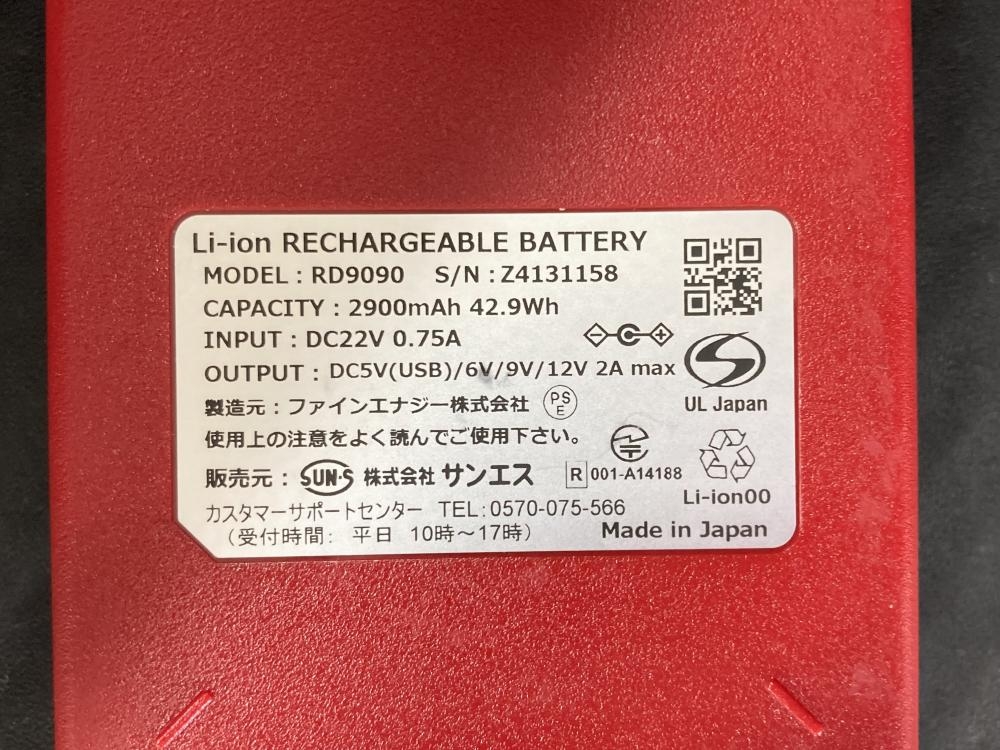 Li-ion RECHARGEABLE BATTERY
MODEL : RD9090 S/N : Z4131158
CAPACITY : 2900mAh 42.9Wh
INPUT : DC22V 0.75A
OUTPUT : DC5V(USB)/6V/9V/12V 2A max
製造元 : ファインエナジー株式会社 PSE
UL Japan
使用上の注意をよく読んでご使用下さい。
販売元 : SUN・S 株式会社 サンエス
R 001-A14188
Li-ion00
カスタマーサポートセンター TEL:0570-075-566
(受付時間: 平日 10時～17時)
Made in Japan